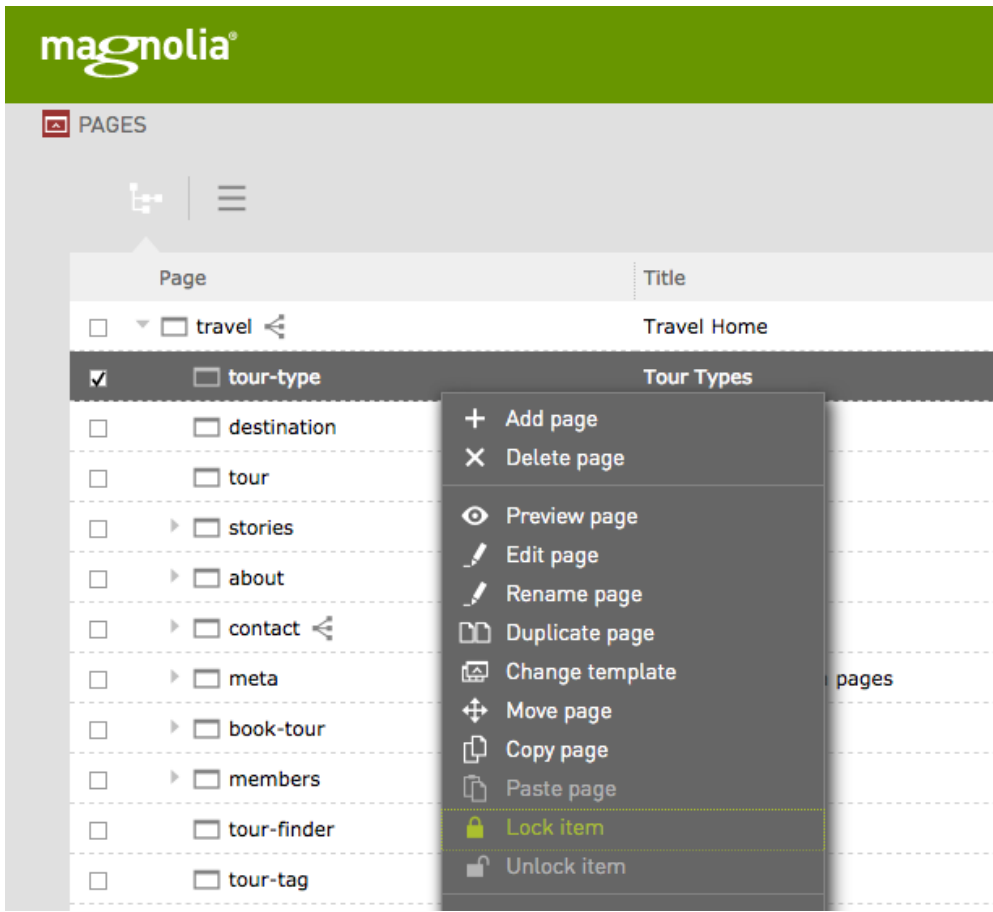 magnolia®
PAGES
Page Title
travel Travel Home
tour-type Tour Types
destination
tour
stories
about
contact
meta pages
book-tour
members
tour-finder
tour-tag
Add page
Delete page
Preview page
Edit page
Rename page
Duplicate page
Change template
Move page
Copy page
Paste page
Lock item
Unlock item